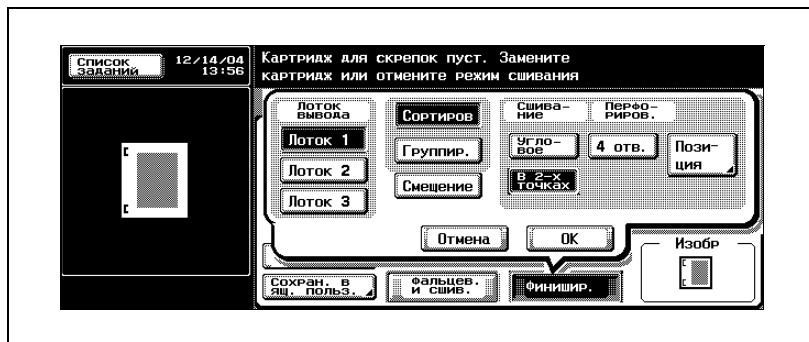 Список
заданий
12/14/04
13:56
Картридж для скрепок пуст. Замените
картридж или отмените режим сшивания
Лоток
вывода
Лоток 1
Лоток 2
Лоток 3
Сортиров
Группир.
Смещение
Сшива-
ние
Угло-
вое
В 2-х
точках
Перфо-
риров.
4 отв.
Пози-
ция
Отмена
ОК
Изобр
Сохран. в
ящ. польз.
Фальцев.
и сшив.
Финишир.